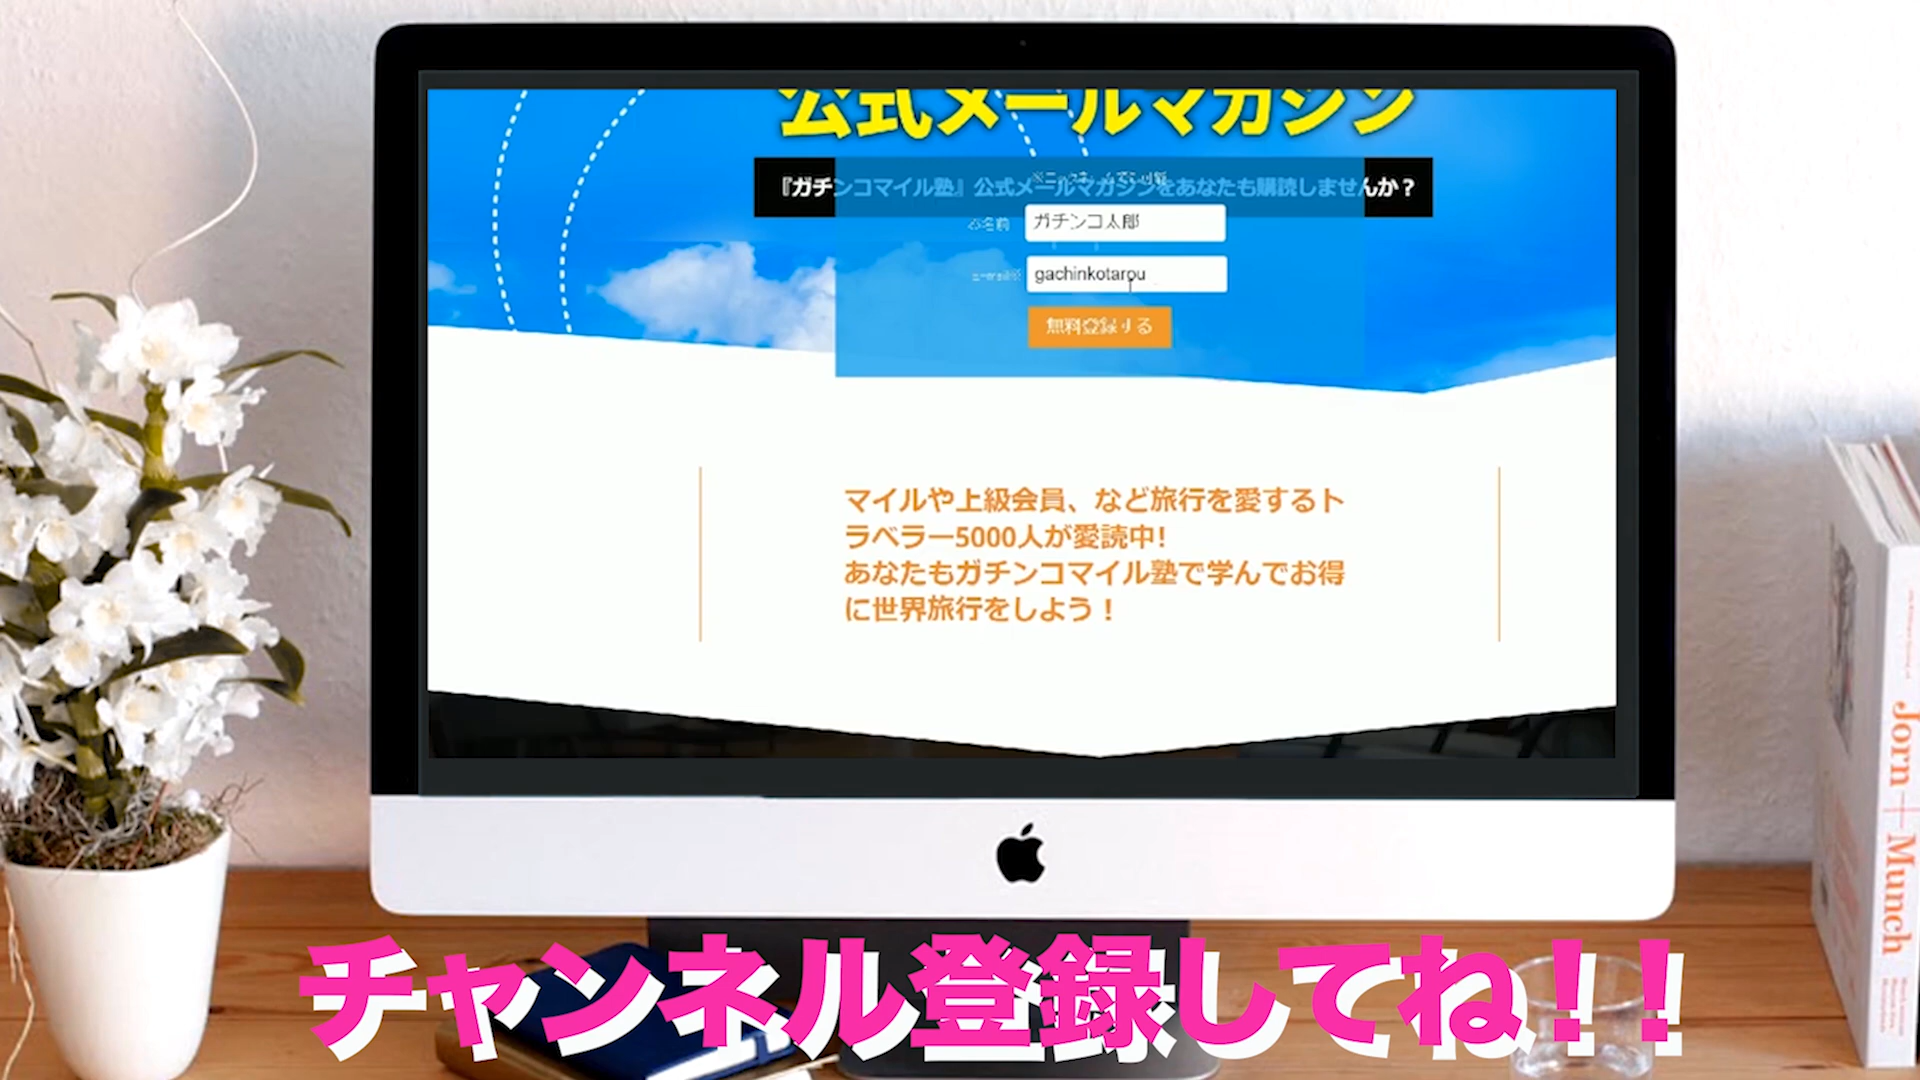 公式メールマガジン
『ガチンコマイル塾』公式メールマガジンをあなたも購読しませんか？
お名前
ガチンコ太郎
gachinkotarou
無料登録する
マイルや上級会員、など旅行を愛するト
ラベラー5000人が愛読中!
あなたもガチンコマイル塾で学んでお得
に世界旅行をしよう！
Jorn + Munch
チャンネル登録してね!!